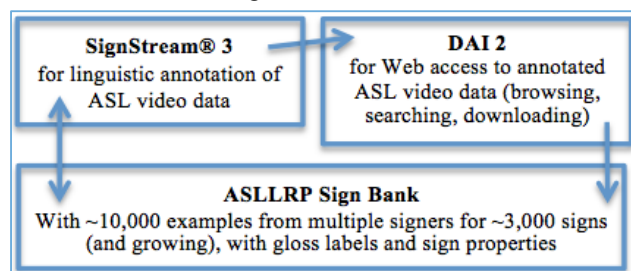 SignStream® 3
for linguistic annotation of
ASL video data
DAI 2
for Web access to annotated
ASL video data (browsing,
searching, downloading)
ASLLRP Sign Bank
With ~10,000 examples from multiple signers for ~3,000 signs
(and growing), with gloss labels and sign properties